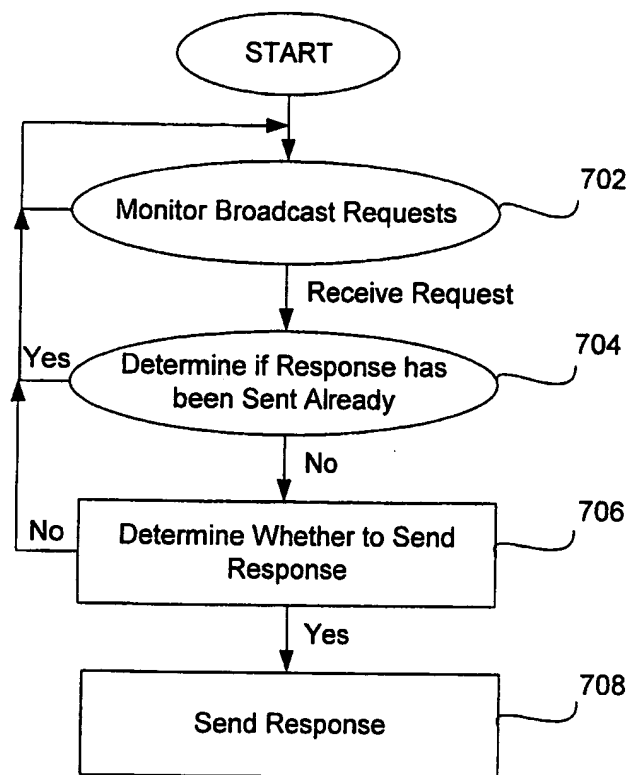 START
Monitor Broadcast Requests
702
Receive Request
Yes
Determine if Response has
been Sent Already
704
No
No
Determine Whether to Send
Response
706
Yes
Send Response
708